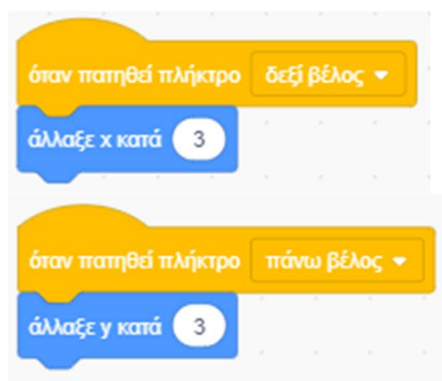 όταν πατηθεί πλήκτρο δεξί βέλος
άλλαξε x κατά 3
όταν πατηθεί πλήκτρο πάνω βέλος
άλλαξε y κατά 3